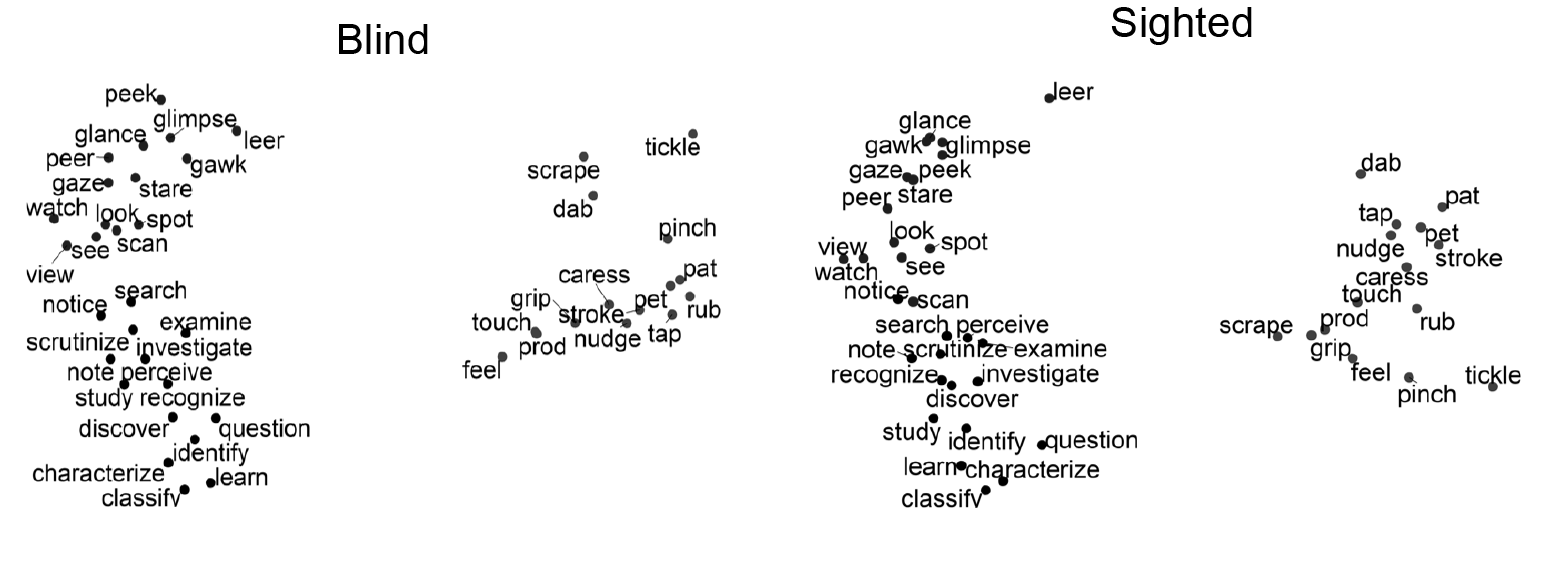 Blind
peek
glimpse
glance
leer
peer
gawk
gaze
stare
watch
look
spot
see
scan
view
search
notice
examine
scrutinize
investigate
note
perceive
study
recognize
discover
question
identify
characterize
learn
classify
tickle
scrape
dab
pinch
caress
pat
grip
stroke
pet
rub
touch
prod
nudge
tap
feel
Sighted
leer
glance
gawk
glimpse
gaze
peek
peer
stare
look
spot
view
see
watch
notice
scan
search
perceive
note
scrutinize
examine
recognize
investigate
discover
study
identify
question
learn
characterize
classify
dab
pat
tap
pet
nudge
stroke
caress
touch
scrape
prod
rub
grip
feel
pinch
tickle